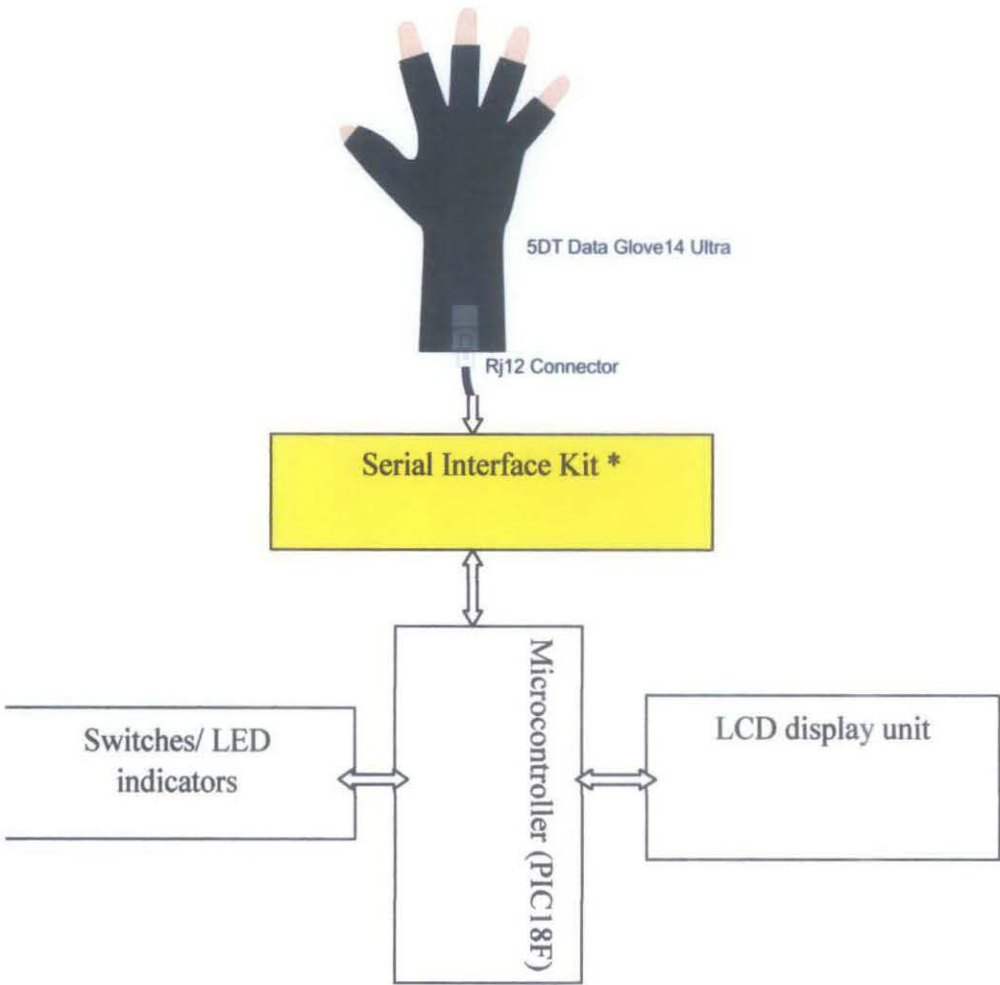 5DT Data Glove14 Ultra
Rj12 Connector
Serial Interface Kit *
Switches/ LED
indicators
Microcontroller (PIC18F)
LCD display unit